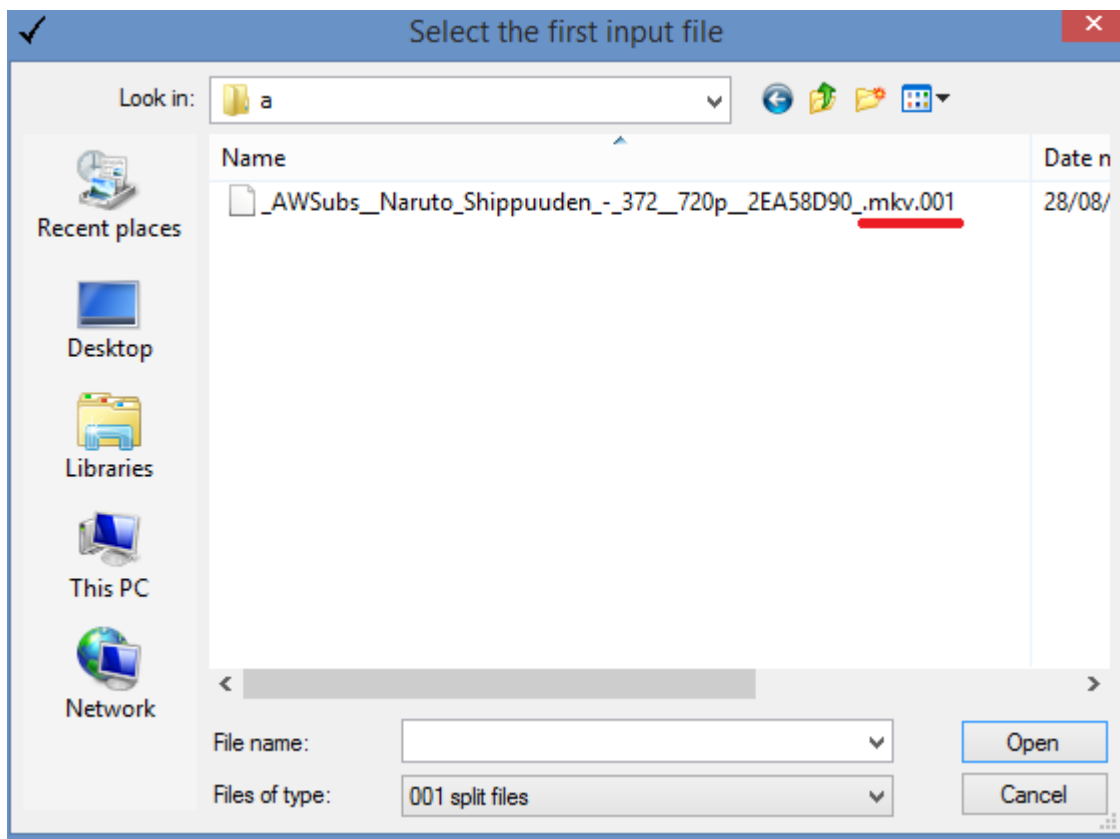 Select the first input file
Look in: a
Name Date n
_AWSubs__Naruto_Shippuuden_-_372__720p__2EA58D90_.mkv.001 28/08/
Recent places
Desktop
Libraries
This PC
Network
File name: Open
Files of type: 001 split files Cancel